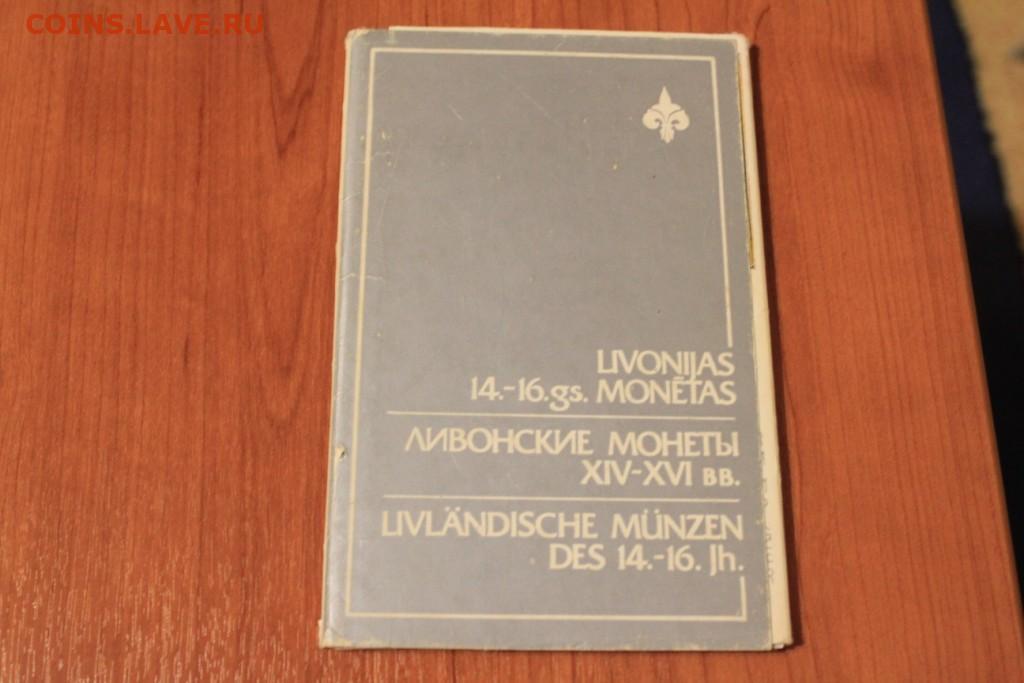 COINS.LAVE.RU
LIVONIJAS
14.-16.gs. MONĒTAS
ЛИВОНСКИЕ МОНЕТЫ
XIV-XVI вв.
LIVLÄNDISCHE MÜNZEN
DES 14.-16. Jh.